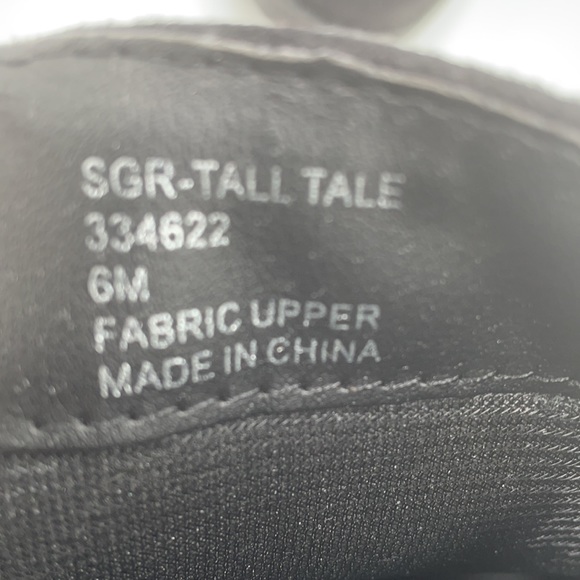 SGR-TALL TALE
334622
6M
FABRIC UPPER
MADE IN CHINA